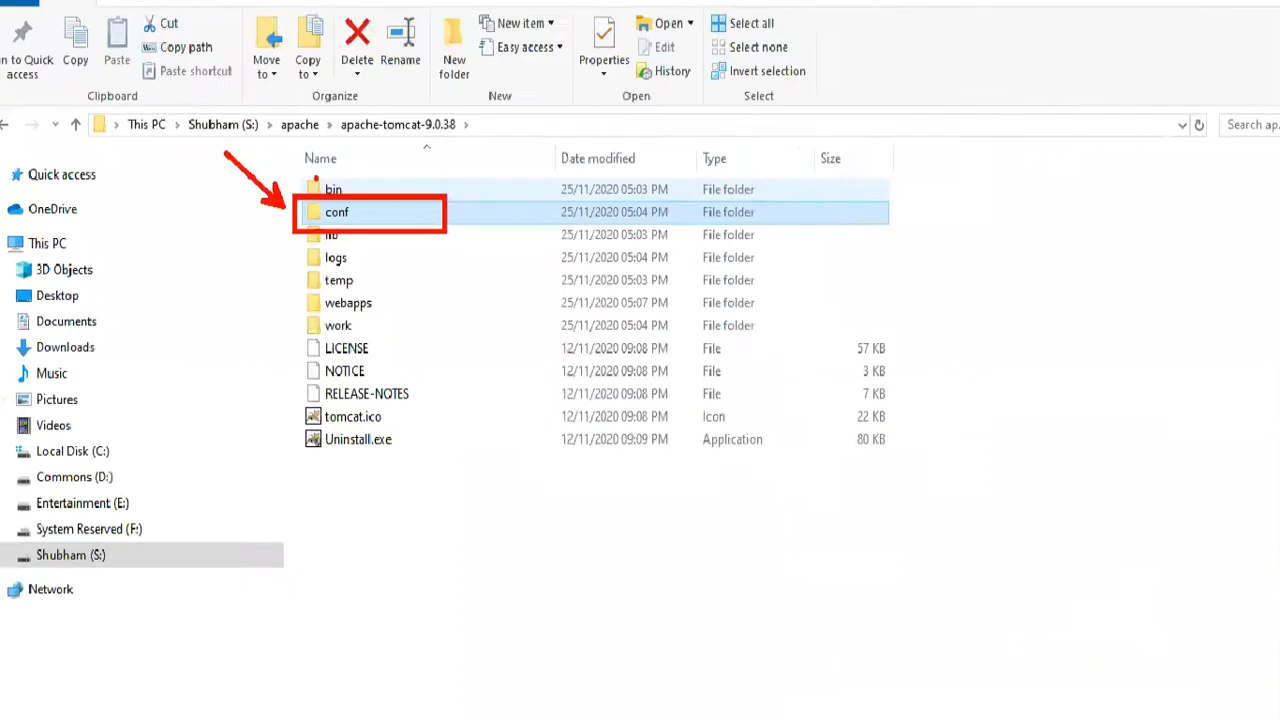 Cut
New item
Open
Select all
Copy path
Easy access
Edit
Select none
n to Quick
access
Copy
Paste
Paste shortcut
Move
to
Copy
to
Delete
Rename
New
folder
Properties
History
Invert selection
Clipboard
Organize
New
Open
Select
This PC > Shubham (S:) > apache > apache-tomcat-9.0.38 >
Search ap
Name Date modified Type Size
Quick access
OneDrive
This PC
3D Objects
Desktop
Documents
Downloads
Music
Pictures
Videos
Local Disk (C:)
Commons (D:)
Entertainment (E:)
System Reserved (F:)
Shubham (S:)
Network
bin 25/11/2020 05:03 PM File folder
conf 25/11/2020 05:04 PM File folder
lib 25/11/2020 05:03 PM File folder
logs 25/11/2020 05:04 PM File folder
temp 25/11/2020 05:03 PM File folder
webapps 25/11/2020 05:07 PM File folder
work 25/11/2020 05:04 PM File folder
LICENSE 12/11/2020 09:08 PM File 57 KB
NOTICE 12/11/2020 09:08 PM File 3 KB
RELEASE-NOTES 12/11/2020 09:08 PM File 7 KB
tomcat.ico 12/11/2020 09:08 PM Icon 22 KB
Uninstall.exe 12/11/2020 09:09 PM Application 80 KB